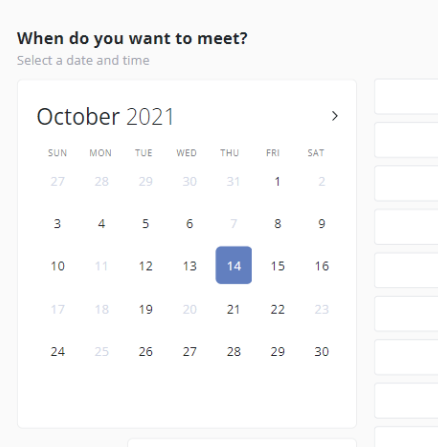 When do you want to meet?
Select a date and time
October 2021
SUN MON TUE WED THU FRI SAT
27 28 29 30 31 1 2
3 4 5 6 7 8 9
10 11 12 13 14 15 16
17 18 19 20 21 22 23
24 25 26 27 28 29 30